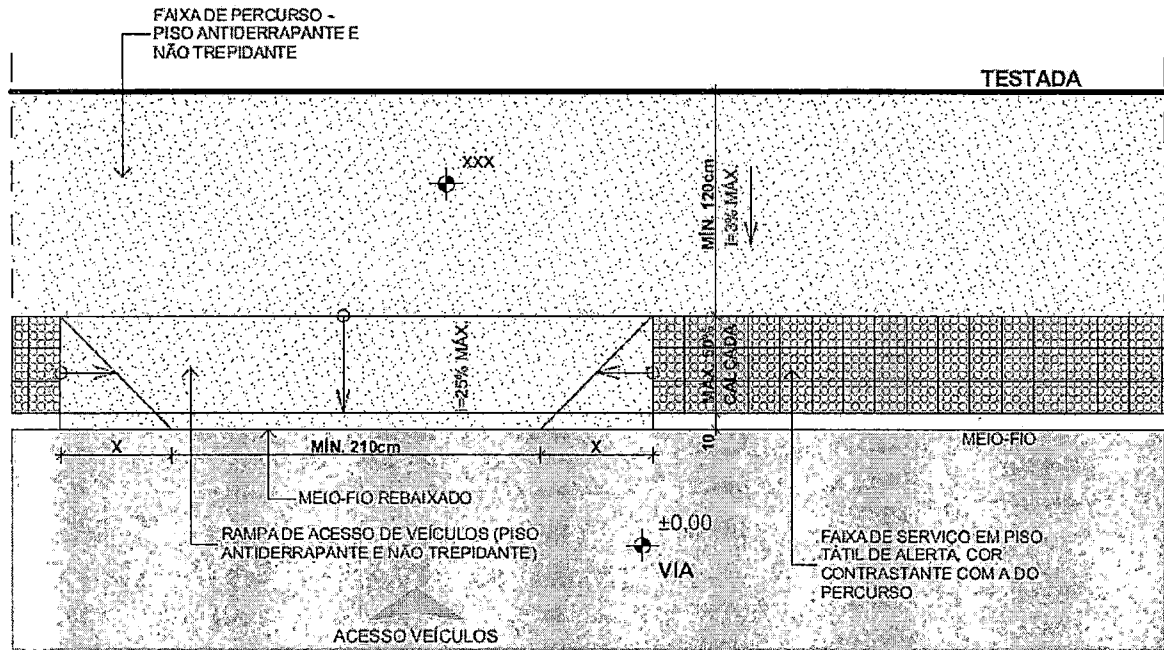 FAIXA DE PERCURSO -
PISO ANTIDERRAPANTE E
NÃO TREPIDANTE
TESTADA
XXX
MÍN. 120cm
i=3% MÁX.
i=25% MÁX.
MÁX. 50%
CALÇADA
10
MEIO-FIO
X
MÍN. 210cm
X
MEIO-FIO REBAIXADO
RAMPA DE ACESSO DE VEÍCULOS (PISO
ANTIDERRAPANTE E NÃO TREPIDANTE)
±0,00
VIA
FAIXA DE SERVIÇO EM PISO
TÁTIL DE ALERTA, COR
CONTRASTANTE COM A DO
PERCURSO
ACESSO VEÍCULOS